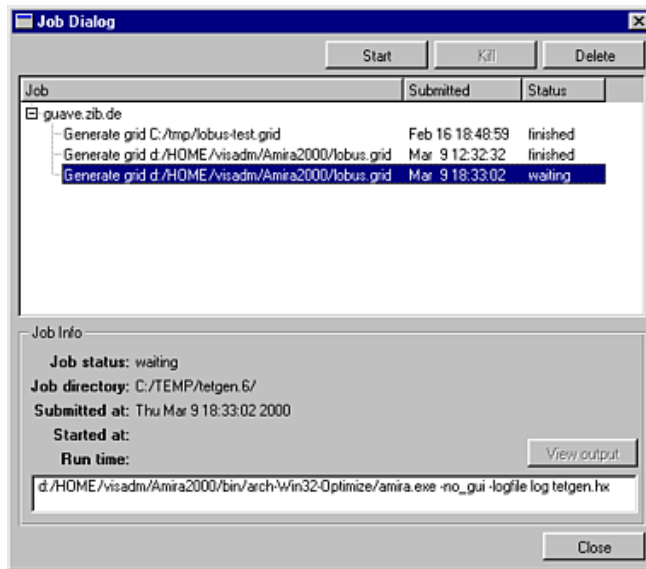 Job Dialog
Start Kill Delete
Job Submitted Status
guave.zib.de
Generate grid C:/tmp/lobus-test.grid Feb 16 18:48:59 finished
Generate grid d:/HOME/visadm/Amira2000/lobus.grid Mar 9 12:32:32 finished
Generate grid d:/HOME/visadm/Amira2000/lobus.grid Mar 9 18:33:02 waiting
Job Info
Job status: waiting
Job directory: C:/TEMP/tetgen.6/
Submitted at: Thu Mar 9 18:33:02 2000
Started at:
Run time:
View output
d:/HOME/visadm/Amira2000/bin/arch-Win32-Optimize/amira.exe -no_gui -logfile log tetgen.hx
Close